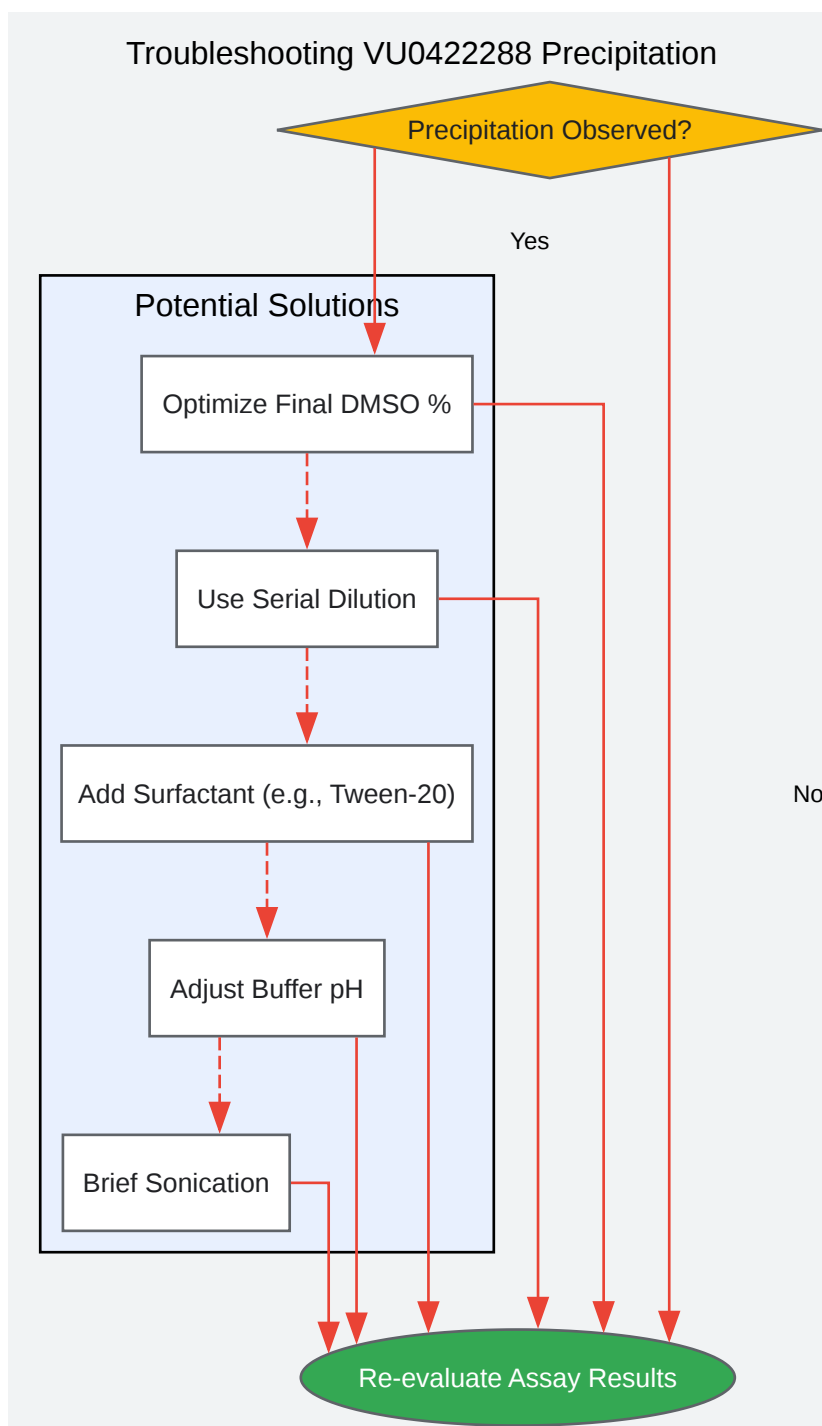 Troubleshooting VU0422288 Precipitation
Precipitation Observed?
Yes
Potential Solutions
Optimize Final DMSO %
Use Serial Dilution
Add Surfactant (e.g., Tween-20)
No
Adjust Buffer pH
Brief Sonication
Re-evaluate Assay Results